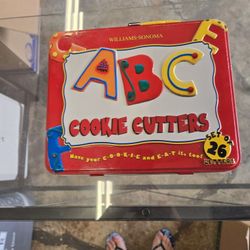 WILLIAMS-SONOMA
ABC
COOKIE CUTTERS
Have your C-O-O-K-I-E and E-A-T it, too!
SET OF
26